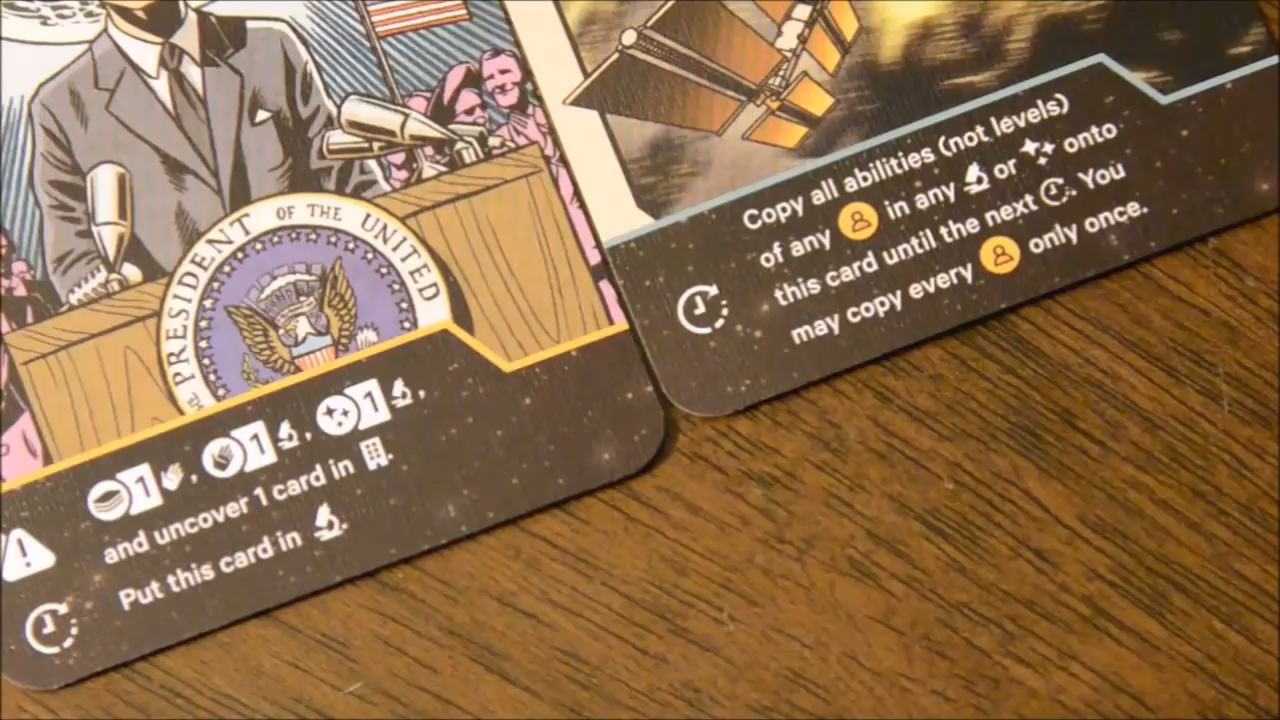 PRESIDENT OF THE UNITED
1 , 1 , 1 ,
and uncover 1 card in .
Put this card in .
Copy all abilities (not levels)
of any in any or onto
this card until the next . You
may copy every only once.